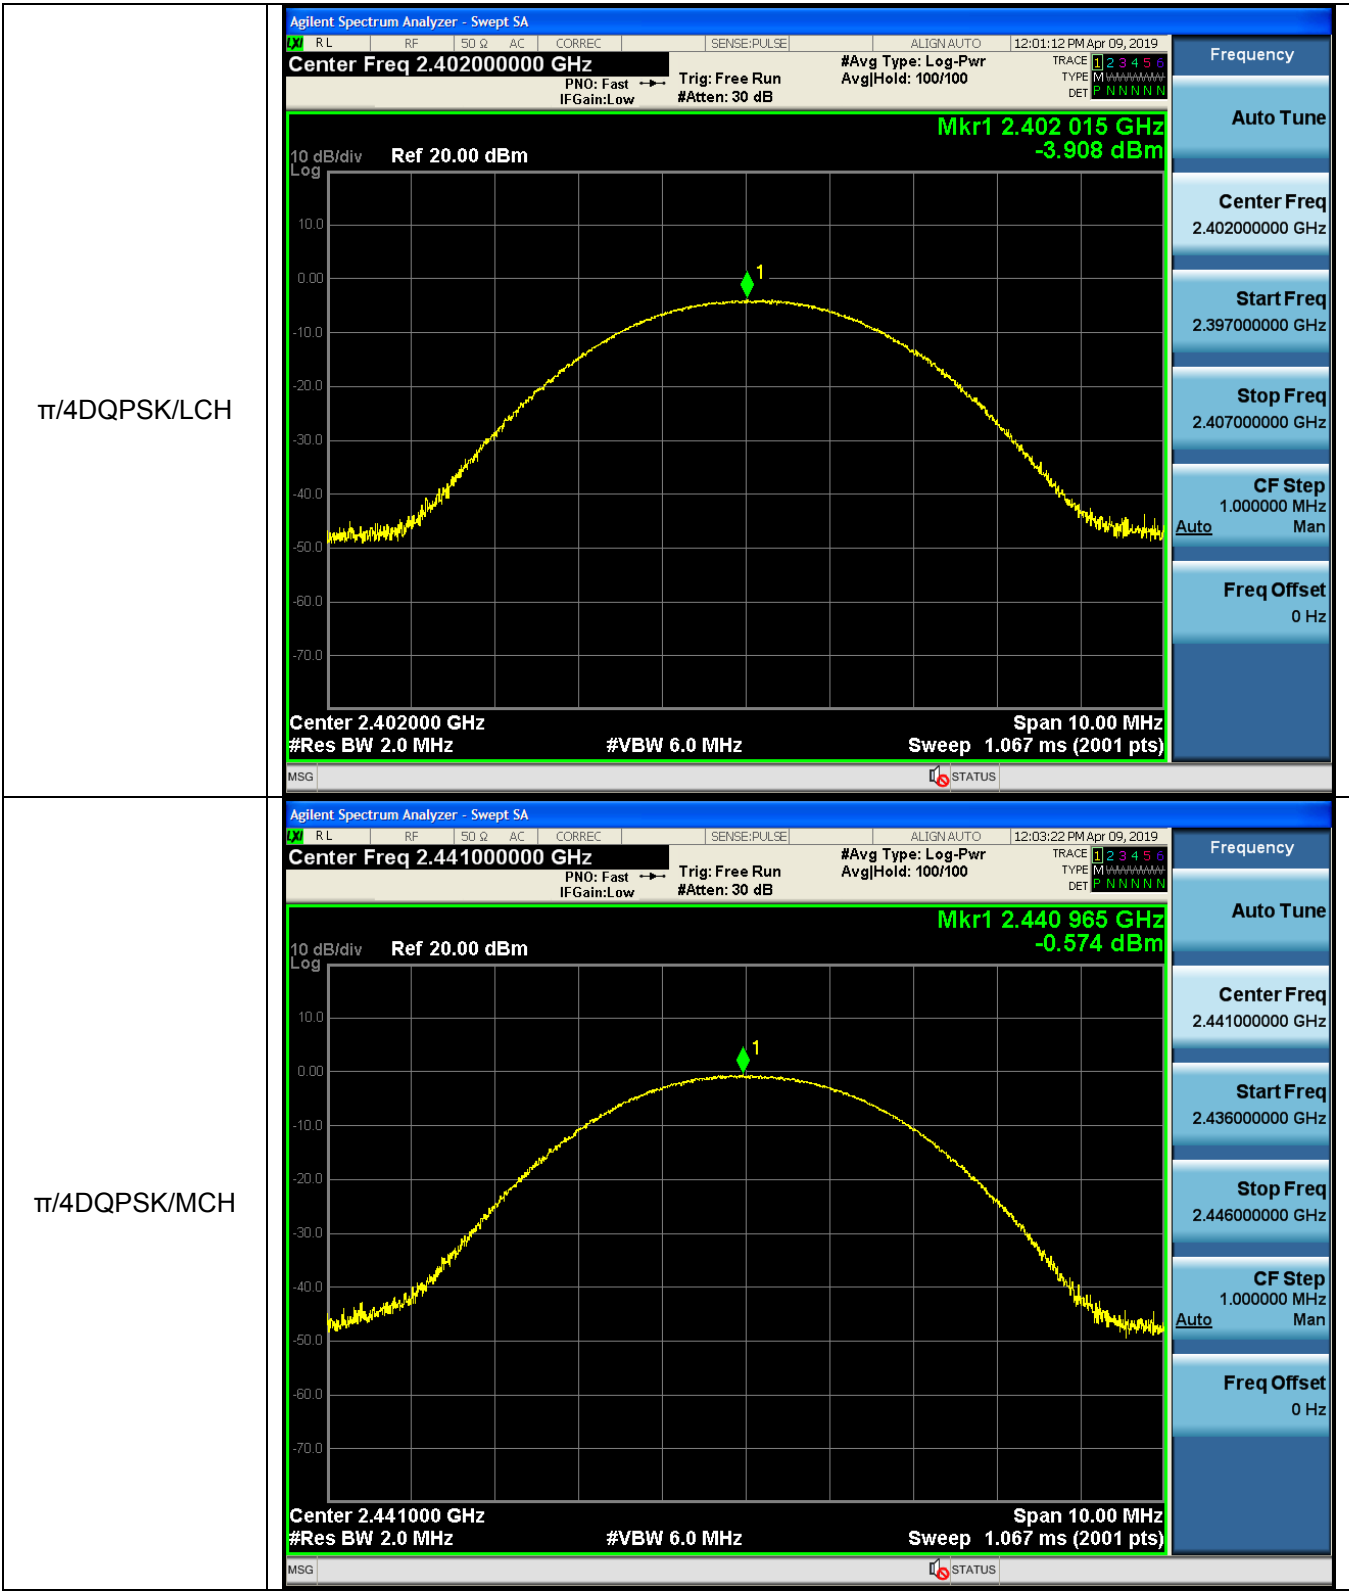 π/4DQPSK/LCH
Agilent Spectrum Analyzer - Swept SA
LXI RL RF 50 Ω AC CORREC SENSE:PULSE ALIGN AUTO 12:01:12 PM Apr 09, 2019
Center Freq 2.402000000 GHz
PNO: Fast
IFGain:Low
Trig: Free Run
#Atten: 30 dB
#Avg Type: Log-Pwr
Avg|Hold: 100/100
TRACE 1 2 3 4 5 6
TYPE M WWWWW
DET P N N N N N
Mkr1 2.402 015 GHz
-3.908 dBm
10 dB/div Ref 20.00 dBm
Log
10.0
0.00
-10.0
-20.0
-30.0
-40.0
-50.0
-60.0
-70.0
1
Center 2.402000 GHz Span 10.00 MHz
#Res BW 2.0 MHz #VBW 6.0 MHz Sweep 1.067 ms (2001 pts)
MSG STATUS
Frequency
Auto Tune
Center Freq
2.402000000 GHz
Start Freq
2.397000000 GHz
Stop Freq
2.407000000 GHz
CF Step
1.000000 MHz
Auto Man
Freq Offset
0 Hz
π/4DQPSK/MCH
Agilent Spectrum Analyzer - Swept SA
LXI RL RF 50 Ω AC CORREC SENSE:PULSE ALIGN AUTO 12:03:22 PM Apr 09, 2019
Center Freq 2.441000000 GHz
PNO: Fast
IFGain:Low
Trig: Free Run
#Atten: 30 dB
#Avg Type: Log-Pwr
Avg|Hold: 100/100
TRACE 1 2 3 4 5 6
TYPE M WWWWW
DET P N N N N N
Mkr1 2.440 965 GHz
-0.574 dBm
10 dB/div Ref 20.00 dBm
Log
10.0
0.00
-10.0
-20.0
-30.0
-40.0
-50.0
-60.0
-70.0
1
Center 2.441000 GHz Span 10.00 MHz
#Res BW 2.0 MHz #VBW 6.0 MHz Sweep 1.067 ms (2001 pts)
MSG STATUS
Frequency
Auto Tune
Center Freq
2.441000000 GHz
Start Freq
2.436000000 GHz
Stop Freq
2.446000000 GHz
CF Step
1.000000 MHz
Auto Man
Freq Offset
0 Hz